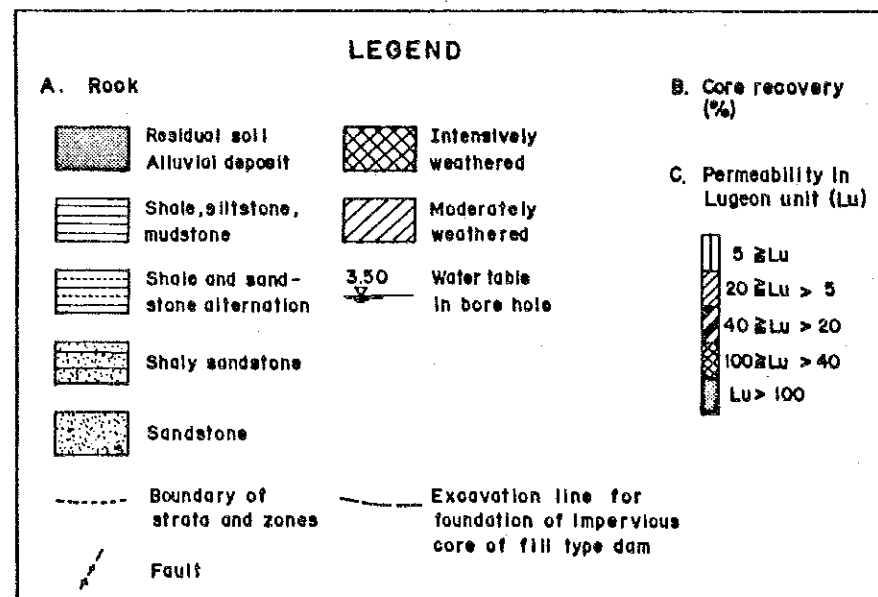 LEGEND
A. Rock
Residual soil
Alluvial deposit
Shale, siltstone,
mudstone
Shale and sand-
stone alternation
Shaly sandstone
Sandstone
Boundary of
strata and zones
Fault
Intensively
weathered
Moderately
weathered
3.50
Water table
in bore hole
Excavation line for
foundation of impervious
core of fill type dam
B. Core recovery
(%)
C. Permeability in
Lugeon unit (Lu)
5 ≧Lu
20 ≧Lu > 5
40 ≧Lu > 20
100≧Lu > 40
Lu> 100